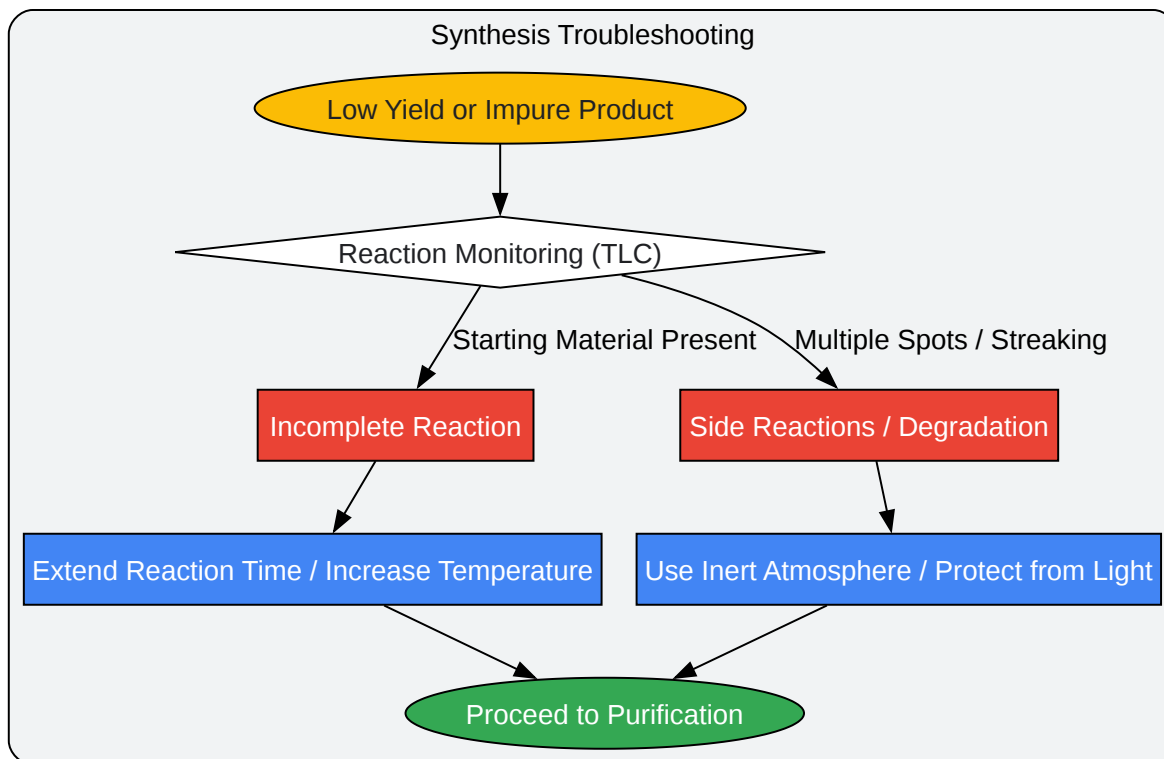 Synthesis Troubleshooting
Low Yield or Impure Product
Reaction Monitoring (TLC)
Starting Material Present
Multiple Spots / Streaking
Incomplete Reaction
Side Reactions / Degradation
Extend Reaction Time / Increase Temperature
Use Inert Atmosphere / Protect from Light
Proceed to Purification